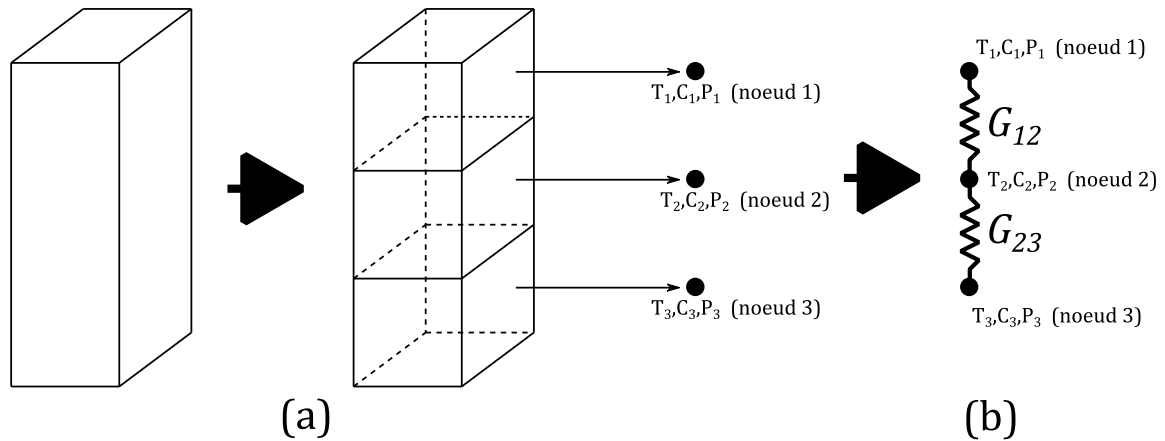 T₁,C₁,P₁ (noeud 1)
T₂,C₂,P₂ (noeud 2)
T₃,C₃,P₃ (noeud 3)
(a)
T₁,C₁,P₁ (noeud 1)
G₁₂
T₂,C₂,P₂ (noeud 2)
G₂₃
T₃,C₃,P₃ (noeud 3)
(b)